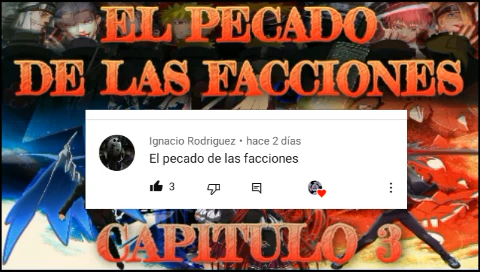 EL PECADO
DE LAS FACCIONES
Ignacio Rodriguez • hace 2 días
El pecado de las facciones
3
CAPITULO 3